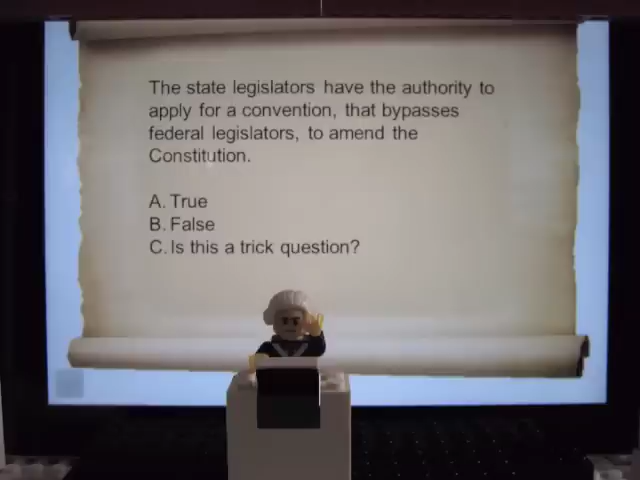 The state legislators have the authority to
apply for a convention, that bypasses
federal legislators, to amend the
Constitution.
A. True
B. False
C. Is this a trick question?